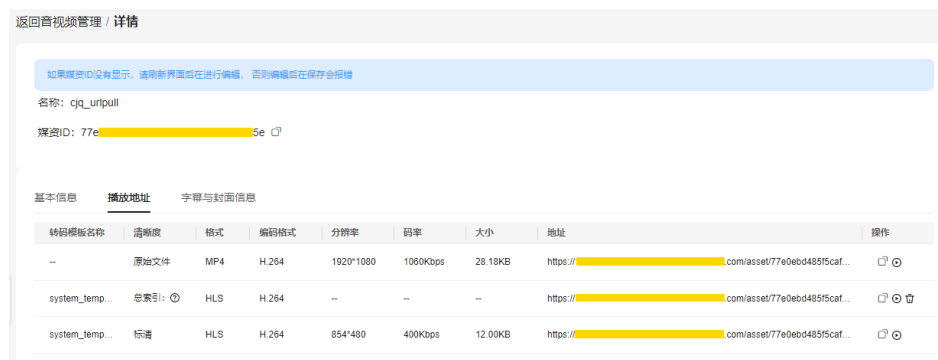 返回音视频管理 / 详情
如果媒资ID没有显示，请刷新界面后在进行编辑， 否则编辑后在保存会报错
名称：cjq_urlpull
媒资ID：77e 5e
基本信息 播放地址 字幕与封面信息
转码模板名称 清晰度 格式 编码格式 分辨率 码率 大小 地址 操作
-- 原始文件 MP4 H.264 1920*1080 1060Kbps 28.18KB https:// .com/asset/77e0ebd485f5caf...
system_temp... 总索引： HLS H.264 -- -- -- https:// .com/asset/77e0ebd485f5caf...
system_temp... 标清 HLS H.264 854*480 400Kbps 12.00KB https:// .com/asset/77e0ebd485f5caf...